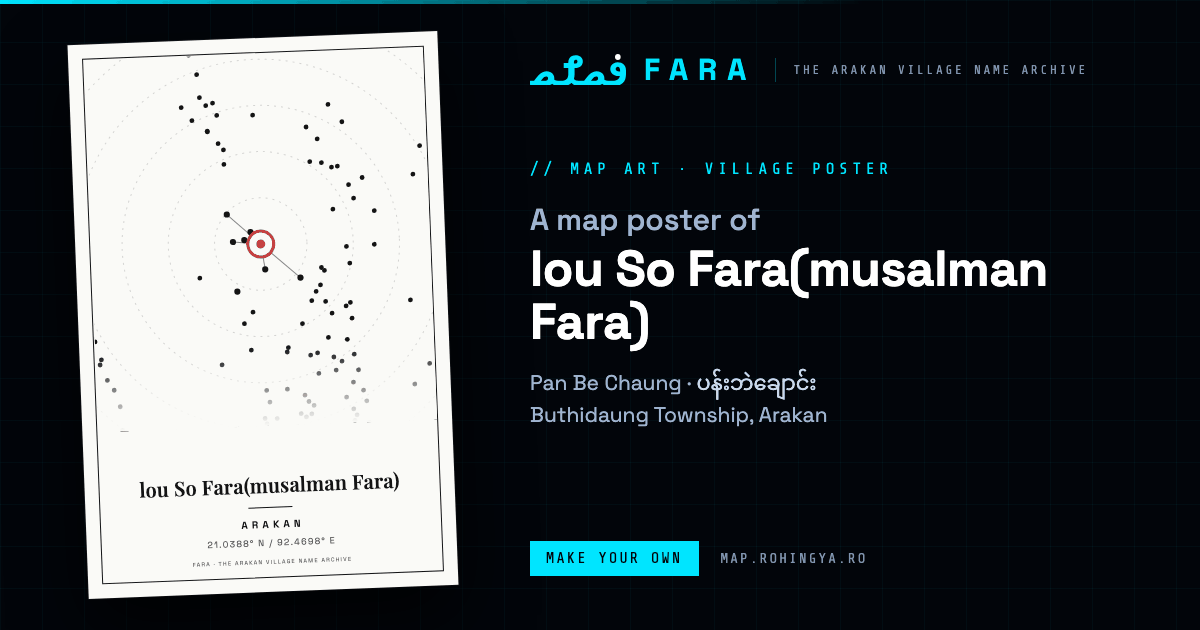 FARA
THE ARAKAN VILLAGE NAME ARCHIVE
// MAP ART · VILLAGE POSTER
A map poster of
lou So Fara(musalman
Fara)
Pan Be Chaung · ပန်းဘဲချောင်း
Buthidaung Township, Arakan
MAKE YOUR OWN
MAP.ROHINGYA.RO
lou So Fara(musalman Fara)
ARAKAN
21.0388° N / 92.4698° E
FARA · THE ARAKAN VILLAGE NAME ARCHIVE